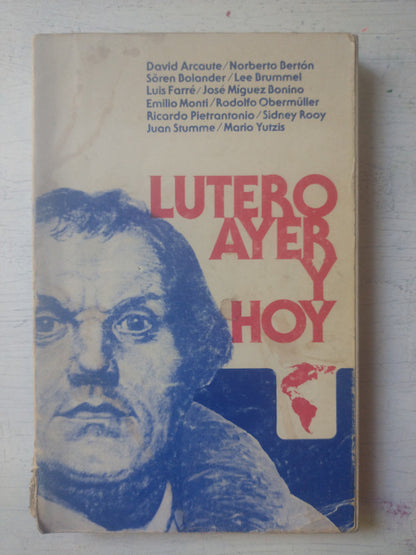 David Arcaute/Norberto Bertón
Sören Bolander/Lee Brummel
Luis Farré/José Míguez Bonino
Emilio Monti/Rodolfo Obermüller
Ricardo Pietrantonio/Sidney Rooy
Juan Stumme/Mario Yutzis
LUTERO
AYER
Y
HOY